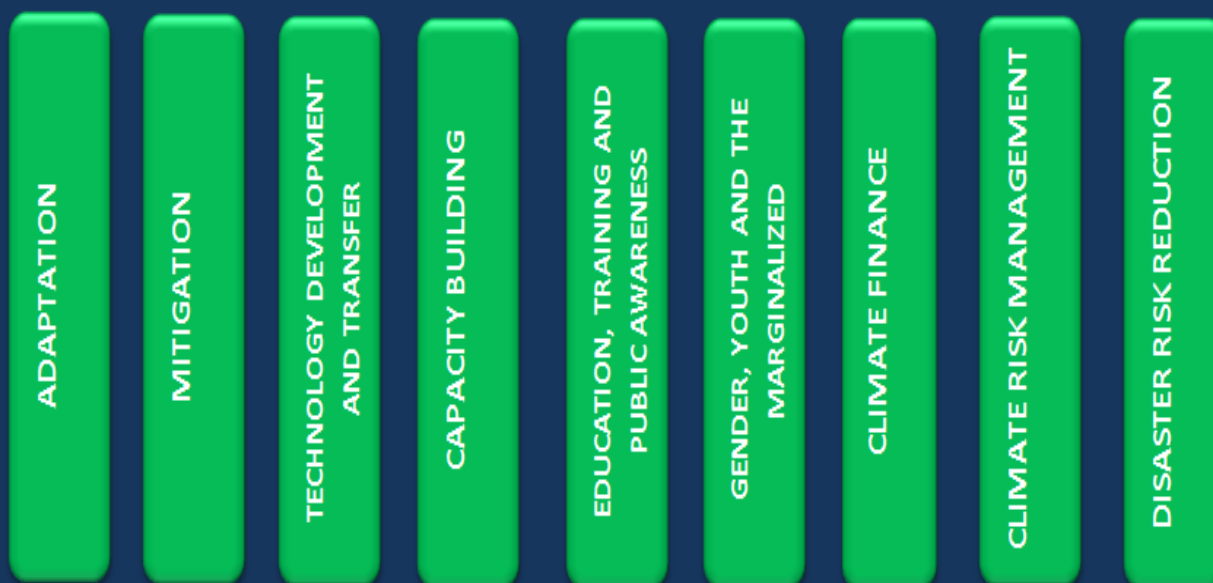 ADAPTATION
MITIGATION
TECHNOLOGY DEVELOPMENT
AND TRANSFER
CAPACITY BUILDING
EDUCATION, TRAINING AND
PUBLIC AWARENESS
GENDER, YOUTH AND THE
MARGINALIZED
CLIMATE FINANCE
CLIMATE RISK MANAGEMENT
DISASTER RISK REDUCTION